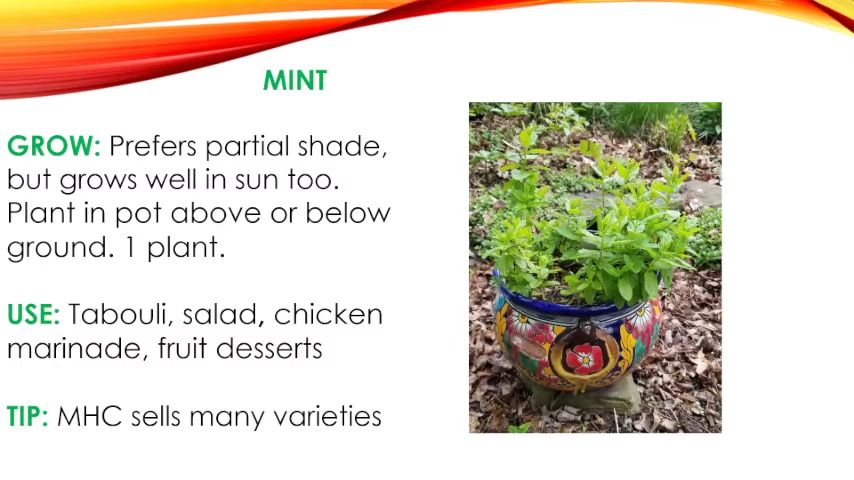 MINT
GROW: Prefers partial shade,
but grows well in sun too.
Plant in pot above or below
ground. 1 plant.
USE: Tabouli, salad, chicken
marinade, fruit desserts
TIP: MHC sells many varieties